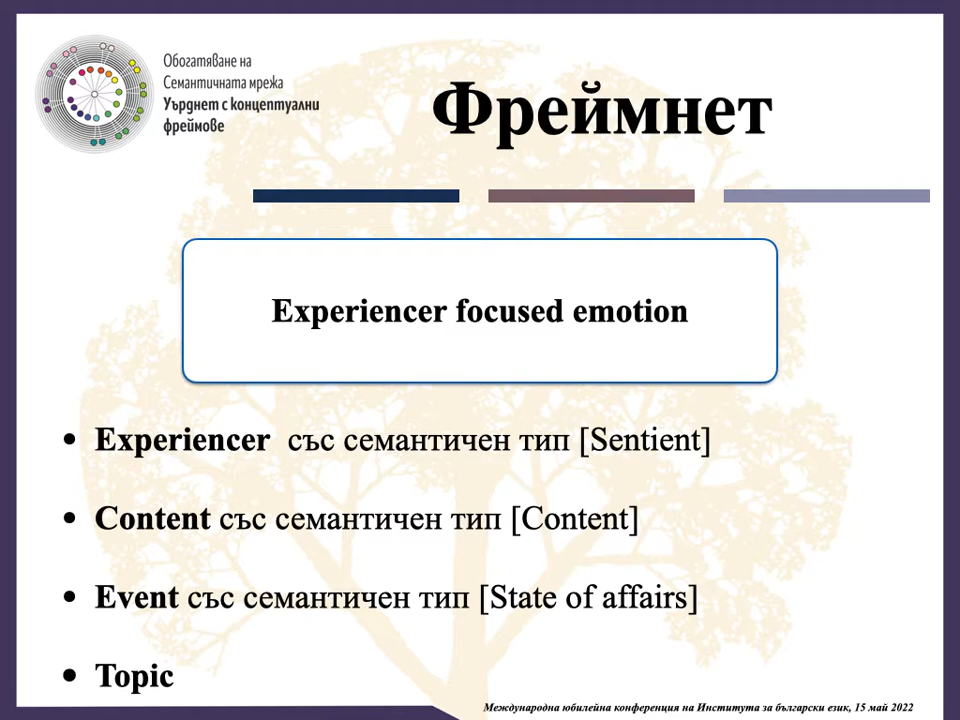 Обогатяване на
Семантичната мрежа
Уърднет с концептуални
фреймове
Фреймнет
Experiencer focused emotion
• Experiencer със семантичен тип [Sentient]
• Content със семантичен тип [Content]
• Event със семантичен тип [State of affairs]
• Topic
Международна юбилейна конференция на Института за български език, 15 май 2022